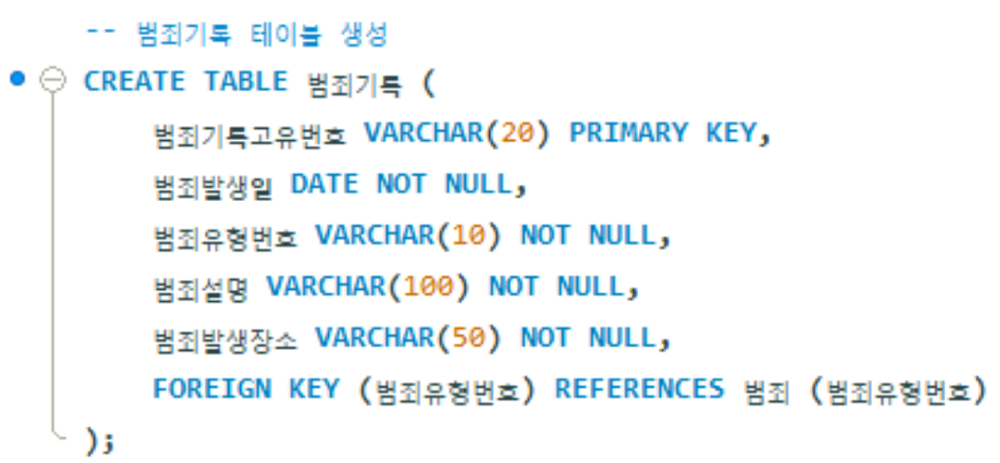 -- 범죄기록 테이블 생성
CREATE TABLE 범죄기록 (
범죄기록고유번호 VARCHAR(20) PRIMARY KEY,
범죄발생일 DATE NOT NULL,
범죄유형번호 VARCHAR(10) NOT NULL,
범죄설명 VARCHAR(100) NOT NULL,
범죄발생장소 VARCHAR(50) NOT NULL,
FOREIGN KEY (범죄유형번호) REFERENCES 범죄 (범죄유형번호)
);